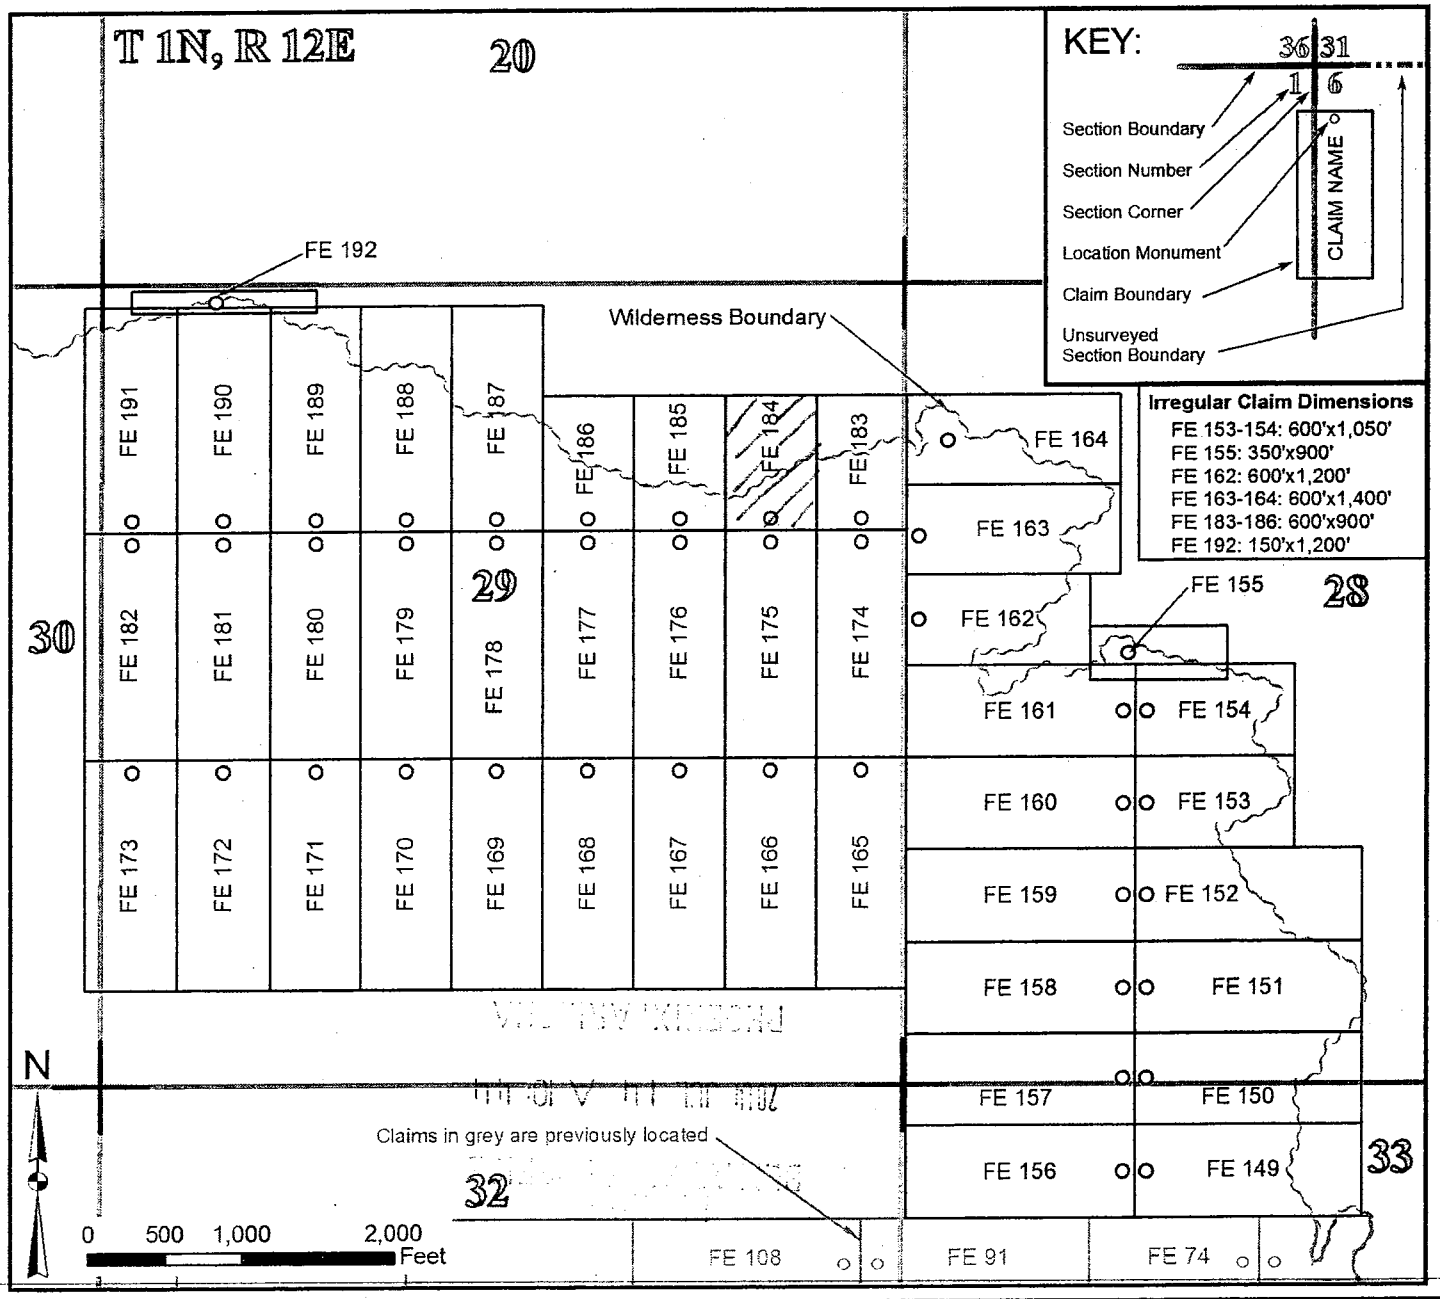 T 1N, R 12E
20
KEY:
36 31
1 6
Section Boundary
Section Number
Section Corner
Location Monument
Claim Boundary
Unsurveyed
Section Boundary
CLAIM NAME
FE 192
Wilderness Boundary
Irregular Claim Dimensions
FE 153-154: 600'x1,050'
FE 155: 350'x900'
FE 162: 600'x1,200'
FE 163-164: 600'x1,400'
FE 183-186: 600'x900'
FE 192: 150'x1,200'
FE 191
FE 190
FE 189
FE 188
FE 187
FE 186
FE 185
FE 184
FE 183
FE 164
FE 163
FE 162
FE 155
28
29
30
FE 182
FE 181
FE 180
FE 179
FE 178
FE 177
FE 176
FE 175
FE 174
FE 161
FE 154
FE 160
FE 153
FE 173
FE 172
FE 171
FE 170
FE 169
FE 168
FE 167
FE 166
FE 165
FE 159
FE 152
FE 158
FE 151
FE 157
FE 150
FE 156
FE 149
33
N
Claims in grey are previously located
32
0 500 1,000 2,000
Feet
FE 108
FE 91
FE 74